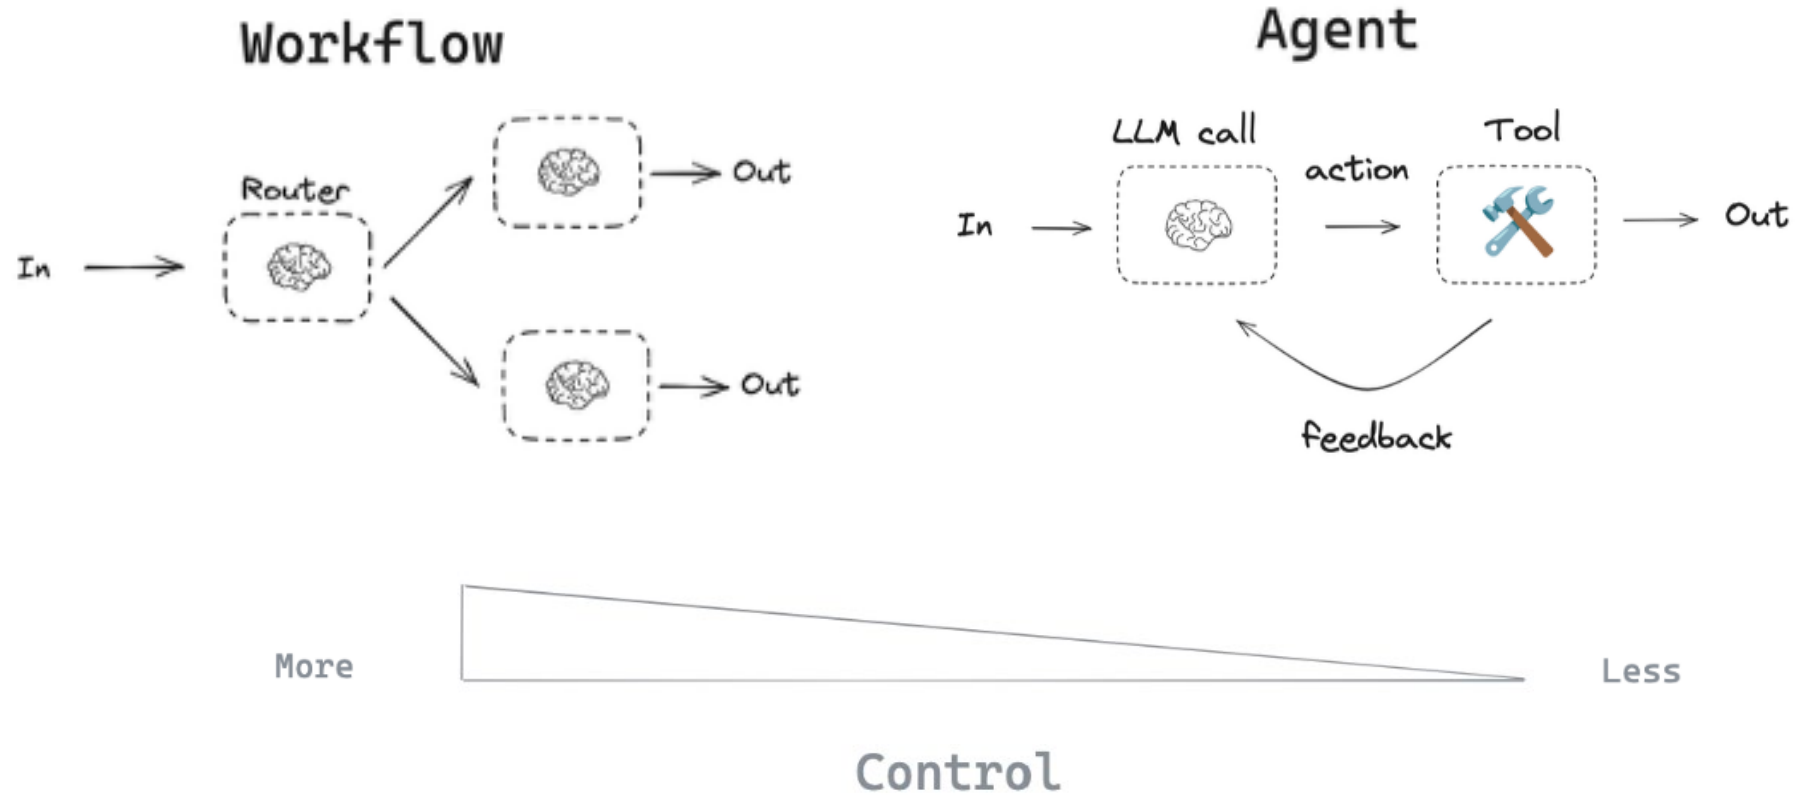 Workflow
Agent
Router
In
Out
Out
LLM call
action
Tool
In
Out
feedback
More
Less
Control